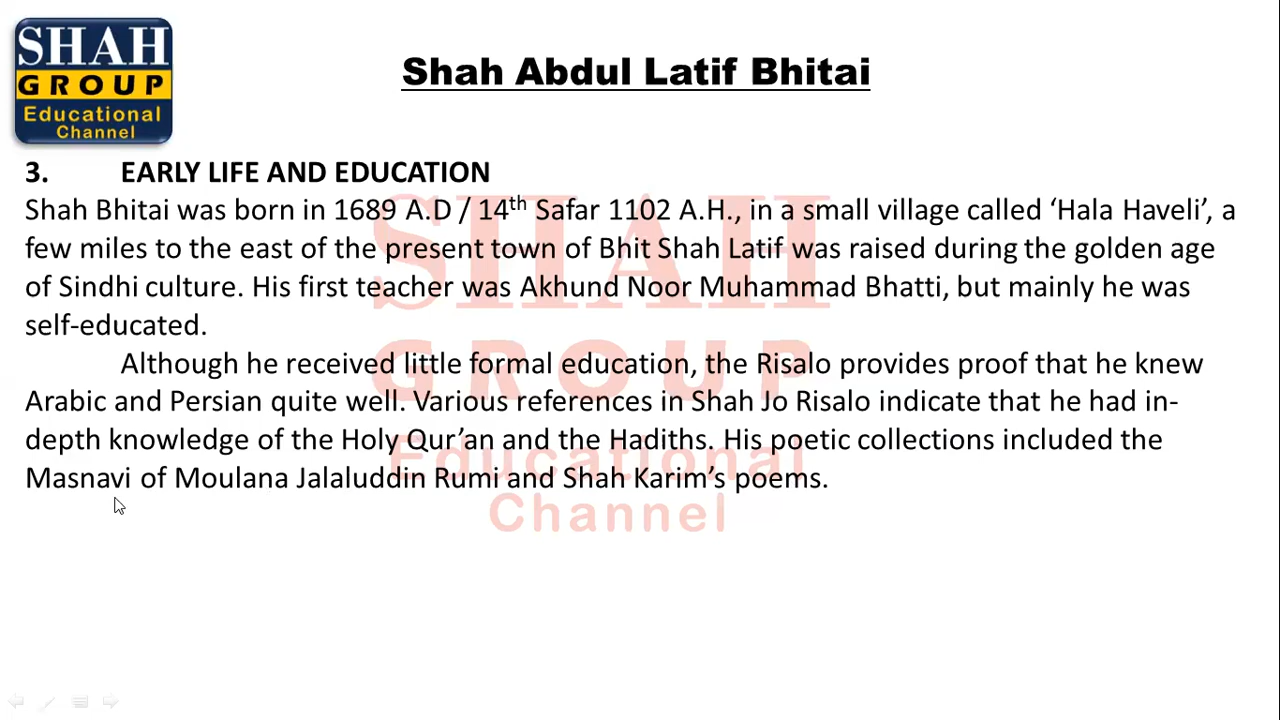 SHAH
GROUP
Educational
Channel
Shah Abdul Latif Bhitai
3. EARLY LIFE AND EDUCATION
Shah Bhitai was born in 1689 A.D / 14th Safar 1102 A.H., in a small village called ‘Hala Haveli’, a
few miles to the east of the present town of Bhit Shah Latif was raised during the golden age
of Sindhi culture. His first teacher was Akhund Noor Muhammad Bhatti, but mainly he was
self-educated.
Although he received little formal education, the Risalo provides proof that he knew
Arabic and Persian quite well. Various references in Shah Jo Risalo indicate that he had in-
depth knowledge of the Holy Qur’an and the Hadiths. His poetic collections included the
Masnavi of Moulana Jalaluddin Rumi and Shah Karim’s poems.
SHAH
GROUP
Educational
Channel